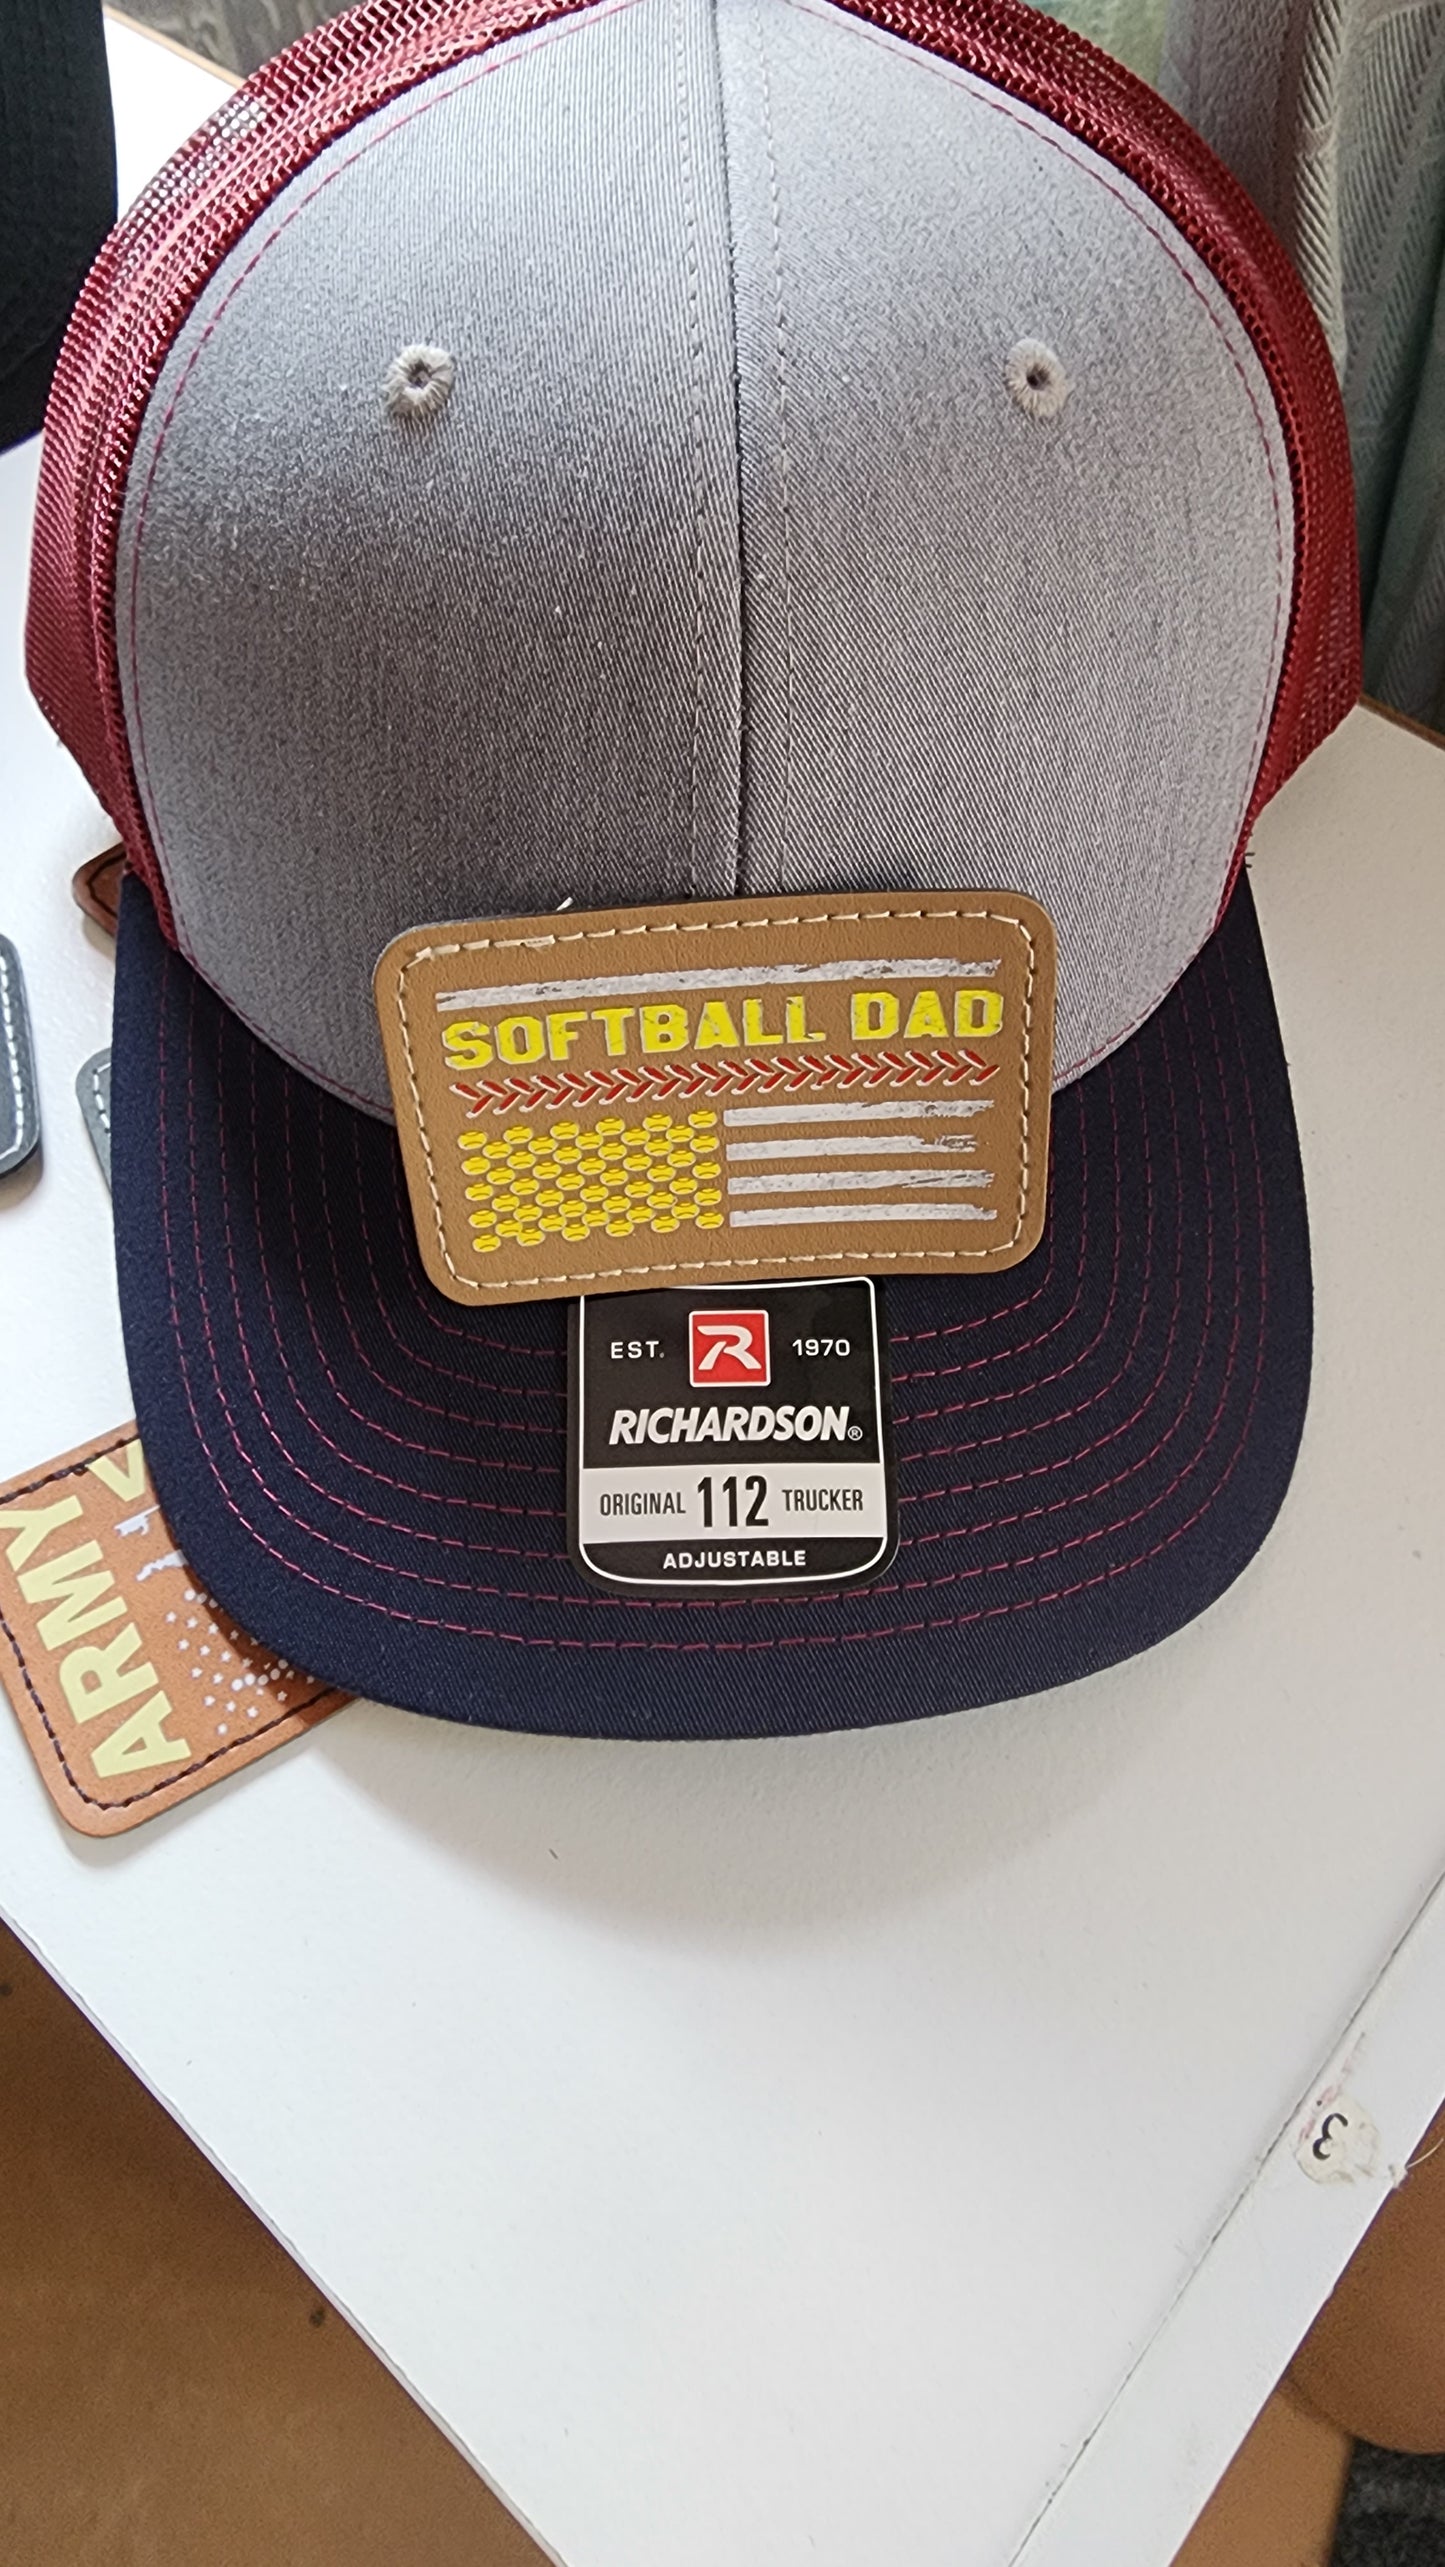 SOFTBALL DAD
EST. R 1970
RICHARDSON®
ORIGINAL 112 TRUCKER
ADJUSTABLE
ARMY
3